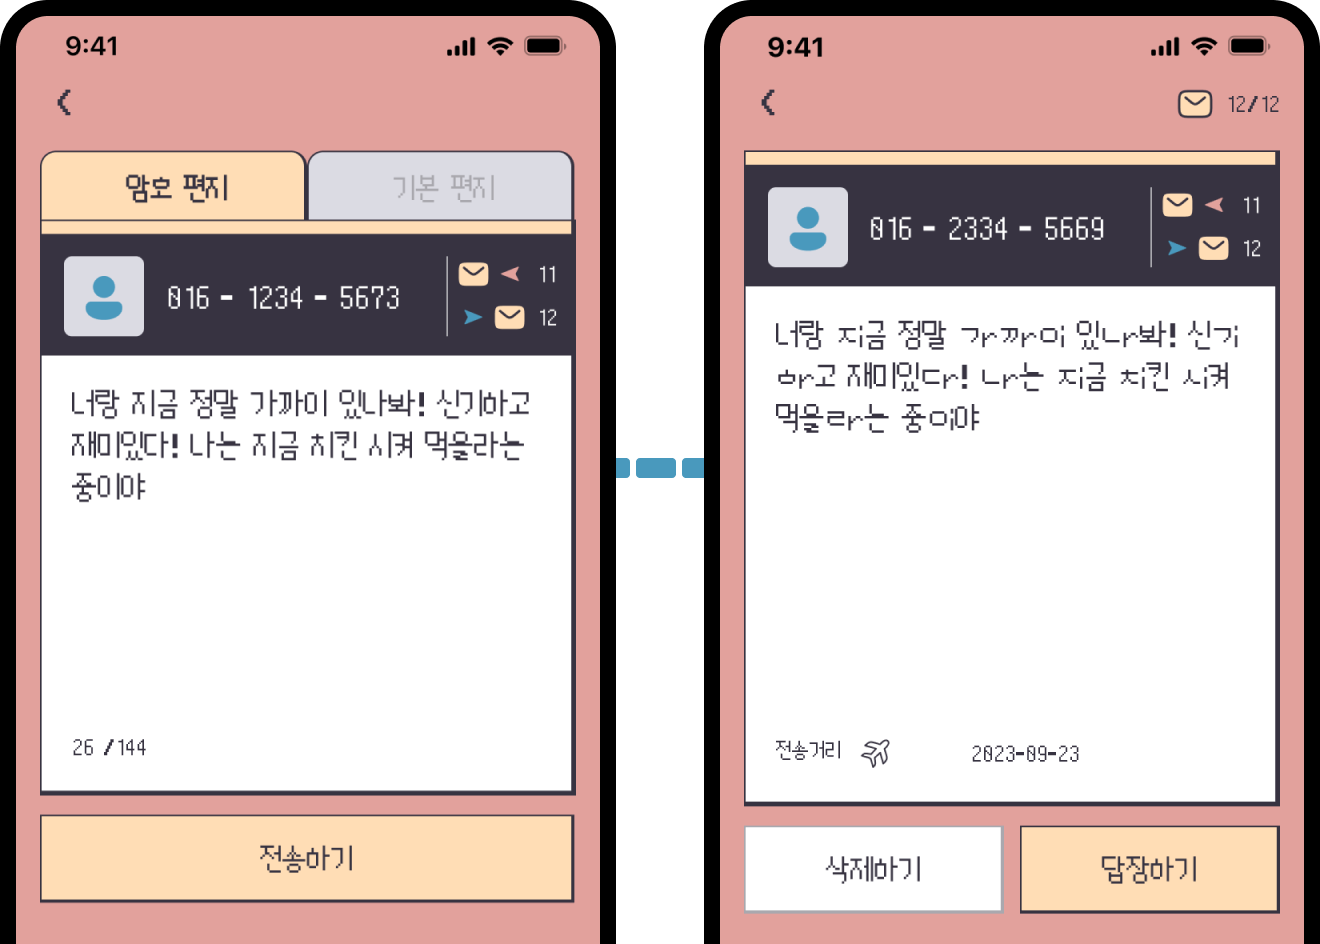 9:41
암호 편지
기본 편지
016 - 1234 - 5673
11
12
너랑 지금 정말 가까이 있나봐! 신기하고
재미있다! 나는 지금 치킨 시켜 먹을라는
중이야
26 /144
전송하기
9:41
12/12
016 - 2334 - 5669
11
12
너랑 지금 정말 가까이 있나봐! 신기
하고 재미있다! 나는 지금 치킨 시켜
먹을라는 중이야
전송거리
2023-09-23
삭제하기
답장하기